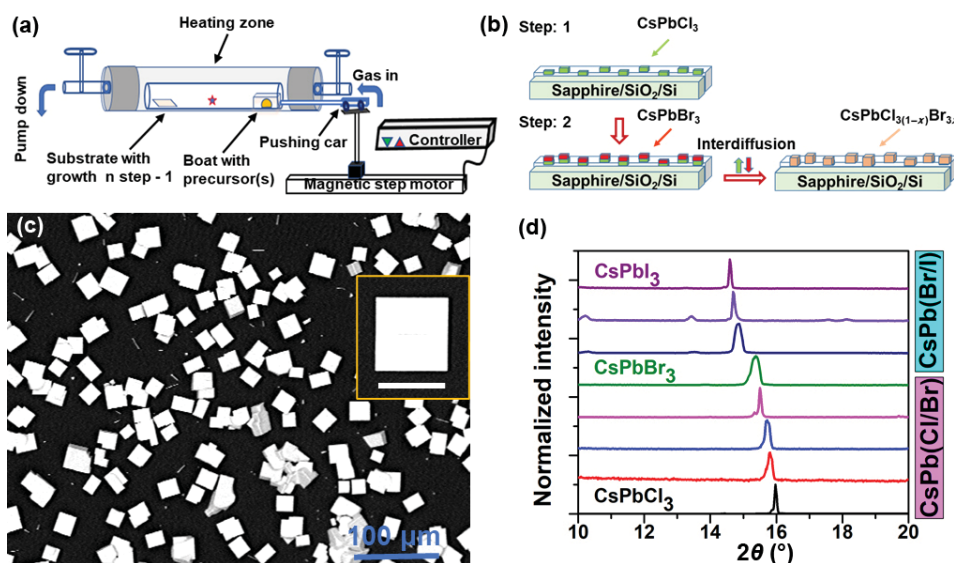 (a)
Heating zone
Gas in
Pump down
Pushing car
Controller
Substrate with
growth n step - 1
Boat with
precursor(s)
Magnetic step motor
(b)
Step: 1
CsPbCl3
Sapphire/SiO2/Si
Step: 2
CsPbBr3
CsPbCl3(1−x)Br3x
Interdiffusion
Sapphire/SiO2/Si
Sapphire/SiO2/Si
(c)
100 μm
(d)
Normalized intensity
CsPbI3
CsPbBr3
CsPbCl3
CsPb(Br/I)
CsPb(Cl/Br)
10 12 14 16 18 20
2θ (°)